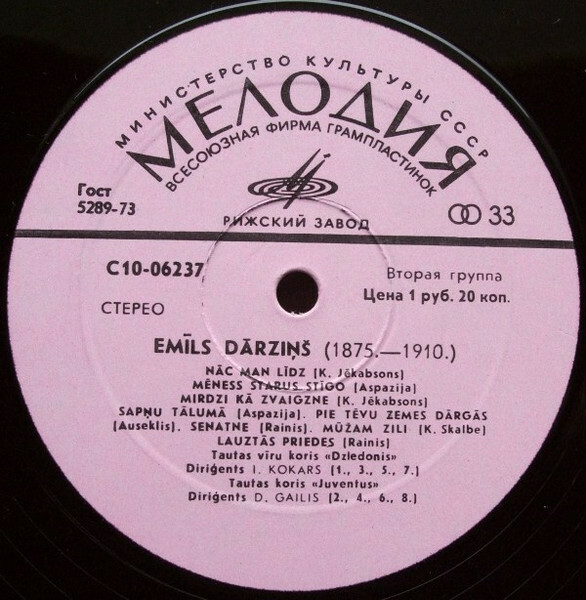 МИНИСТЕРСТВО КУЛЬТУРЫ СССР
МЕЛОДИЯ
ВСЕСОЮЗНАЯ ФИРМА ГРАМПЛАСТИНОК
Гост
5289-73
РИЖСКИЙ ЗАВОД
33
С10-06237
Вторая группа
Цена 1 руб. 20 коп.
СТЕРЕО
EMĪLS DĀRZIŅŠ (1875.—1910.)
NĀC MAN LĪDZ (K. Jēkabsons)
MĒNESS STARUS STĪGO (Aspazija)
MIRDZI KĀ ZVAIGZNE (K. Jēkabsons)
SAPŅU TĀLUMĀ (Aspazija). PIE TĒVU ZEMES DĀRGĀS
(Auseklis). SENATNE (Rainis). MŪŽAM ZILI (K. Skalbe)
LAUZTĀS PRIEDES (Rainis)
Tautas vīru koris «Dziedonis»
Diriģents I. KOKARS (1., 3., 5., 7.)
Tautas koris «Juventus»
Diriģents D. GAILIS (2., 4., 6., 8.)